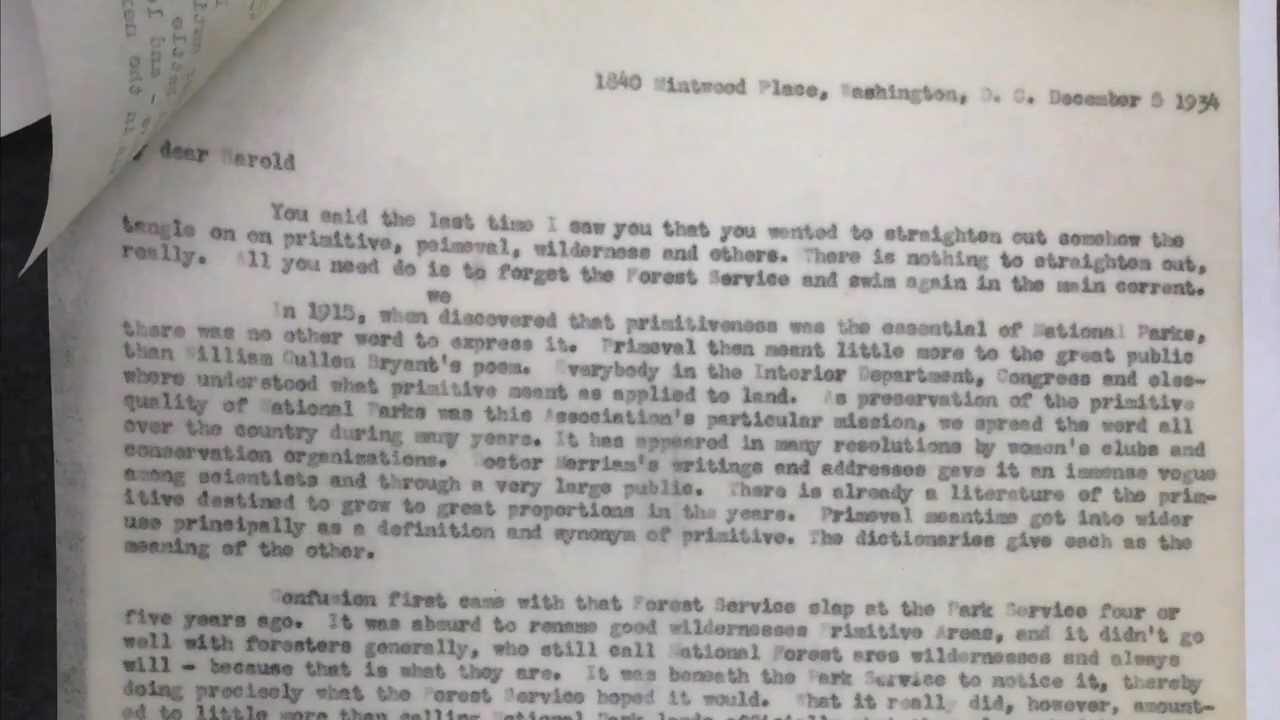 1840 Mintwood Place, Washington, D. C. December 5 1934
dear Harold
You said the last time I saw you that you wanted to straighten out somehow the
tangle on on primitive, peimeval, wilderness and others. There is nothing to straighten out,
really. All you need do is to forget the Forest Service and swim again in the main corrent.
we
In 1915, when discovered that primitiveness was the essential of National Parks,
there was no other word to express it. Primeval then meant little more to the great public
than William Cullen Bryant's poem. Everybody in the Interior Department, Congress and else-
where understood what primitive meant as applied to land. As preservation of the primitive
quality of National Parks was this Association's particular mission, we spread the word all
over the country during many years. It has appeared in many resolutions by women's clubs and
conservation organizations. Doctor Merriam's writings and addresses gave it an immense vogue
among scientists and through a very large public. There is already a literature of the prim-
itive destined to grow to great proportions in the years. Primeval meantime got into wider
use principally as a definition and synonym of primitive. The dictionaries give each as the
meaning of the other.
Confusion first came with that Forest Service slap at the Park Service four or
five years ago. It was absurd to rename good wildernesses Primitive Areas, and it didn't go
well with foresters generally, who still call National Forest ares wildernesses and always
will - because that is what they are. It was beneath the Park Service to notice it, thereby
doing precisely what the Forest Service hoped it would. What it really did, however, amount-
ed to little more than calling National Park lands